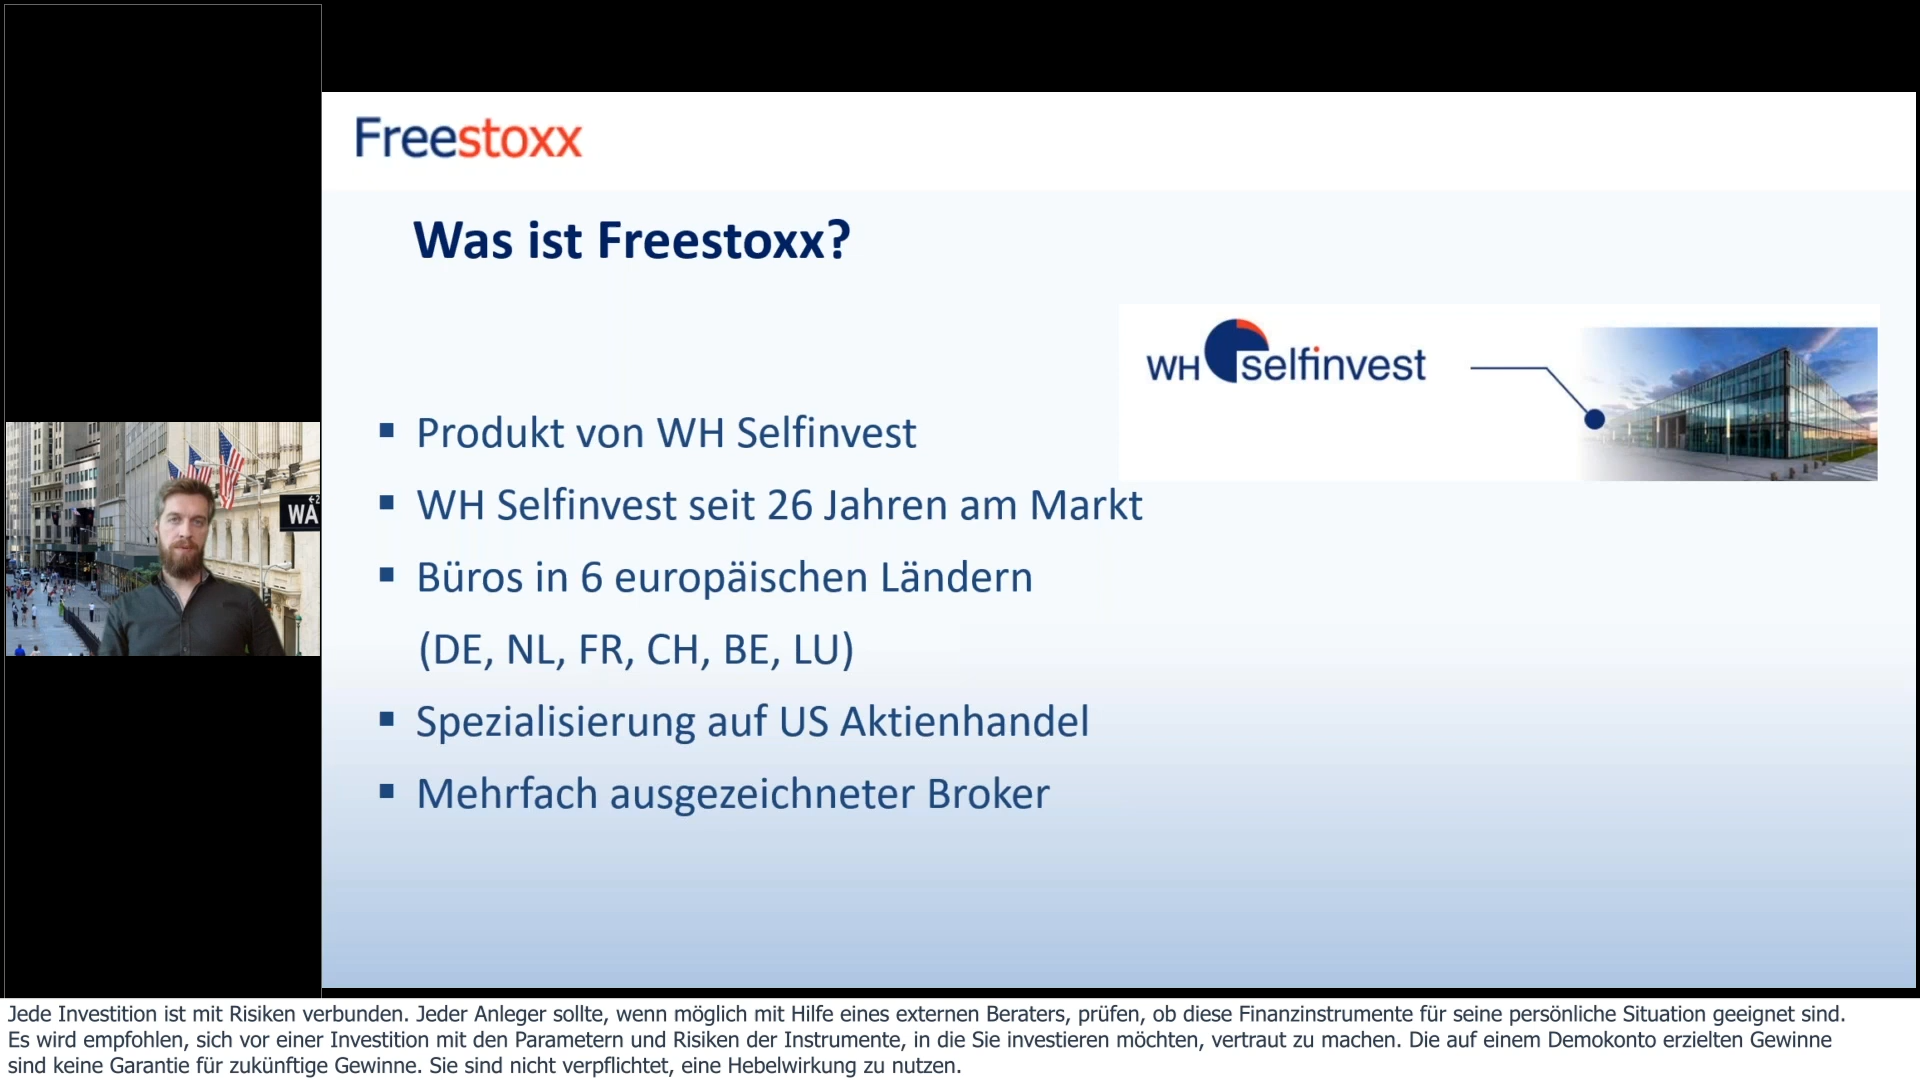 Freestoxx
Was ist Freestoxx?
WH selfinvest
▪ Produkt von WH Selfinvest
▪ WH Selfinvest seit 26 Jahren am Markt
▪ Büros in 6 europäischen Ländern
(DE, NL, FR, CH, BE, LU)
▪ Spezialisierung auf US Aktienhandel
▪ Mehrfach ausgezeichneter Broker
WA
Jede Investition ist mit Risiken verbunden. Jeder Anleger sollte, wenn möglich mit Hilfe eines externen Beraters, prüfen, ob diese Finanzinstrumente für seine persönliche Situation geeignet sind.
Es wird empfohlen, sich vor einer Investition mit den Parametern und Risiken der Instrumente, in die Sie investieren möchten, vertraut zu machen. Die auf einem Demokonto erzielten Gewinne
sind keine Garantie für zukünftige Gewinne. Sie sind nicht verpflichtet, eine Hebelwirkung zu nutzen.